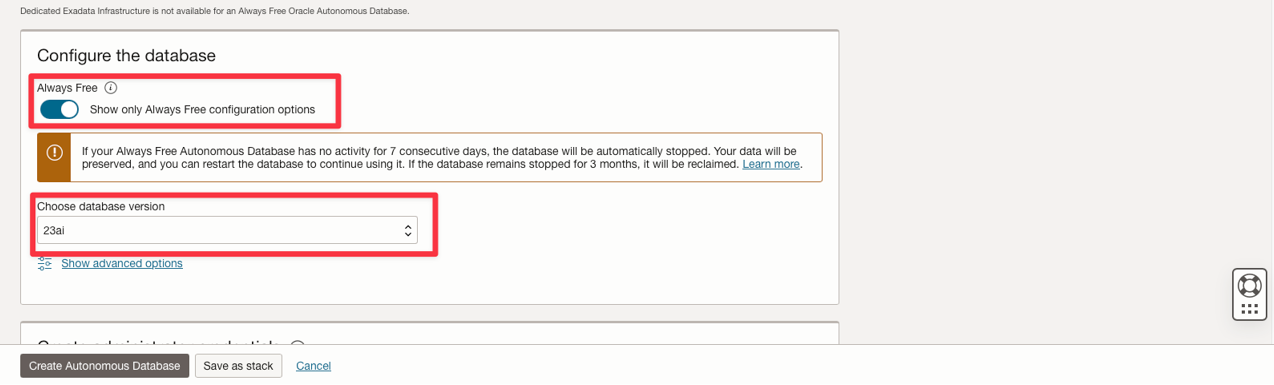 Dedicated Exadata Infrastructure is not available for an Always Free Oracle Autonomous Database.
Configure the database
Always Free
Show only Always Free configuration options
If your Always Free Autonomous Database has no activity for 7 consecutive days, the database will be automatically stopped. Your data will be
preserved, and you can restart the database to continue using it. If the database remains stopped for 3 months, it will be reclaimed. Learn more.
Choose database version
23ai
Show advanced options
Create Autonomous Database Save as stack Cancel